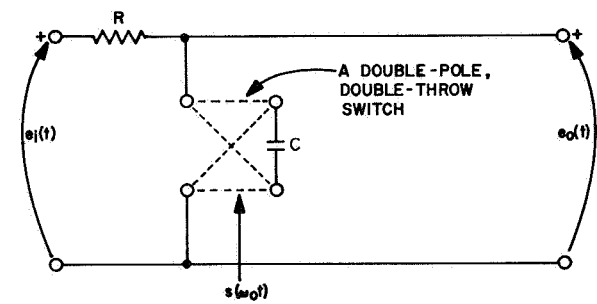 R
+
+
A DOUBLE-POLE,
DOUBLE-THROW
SWITCH
eᵢ(t)
C
eₒ(t)
s(ω₀t)